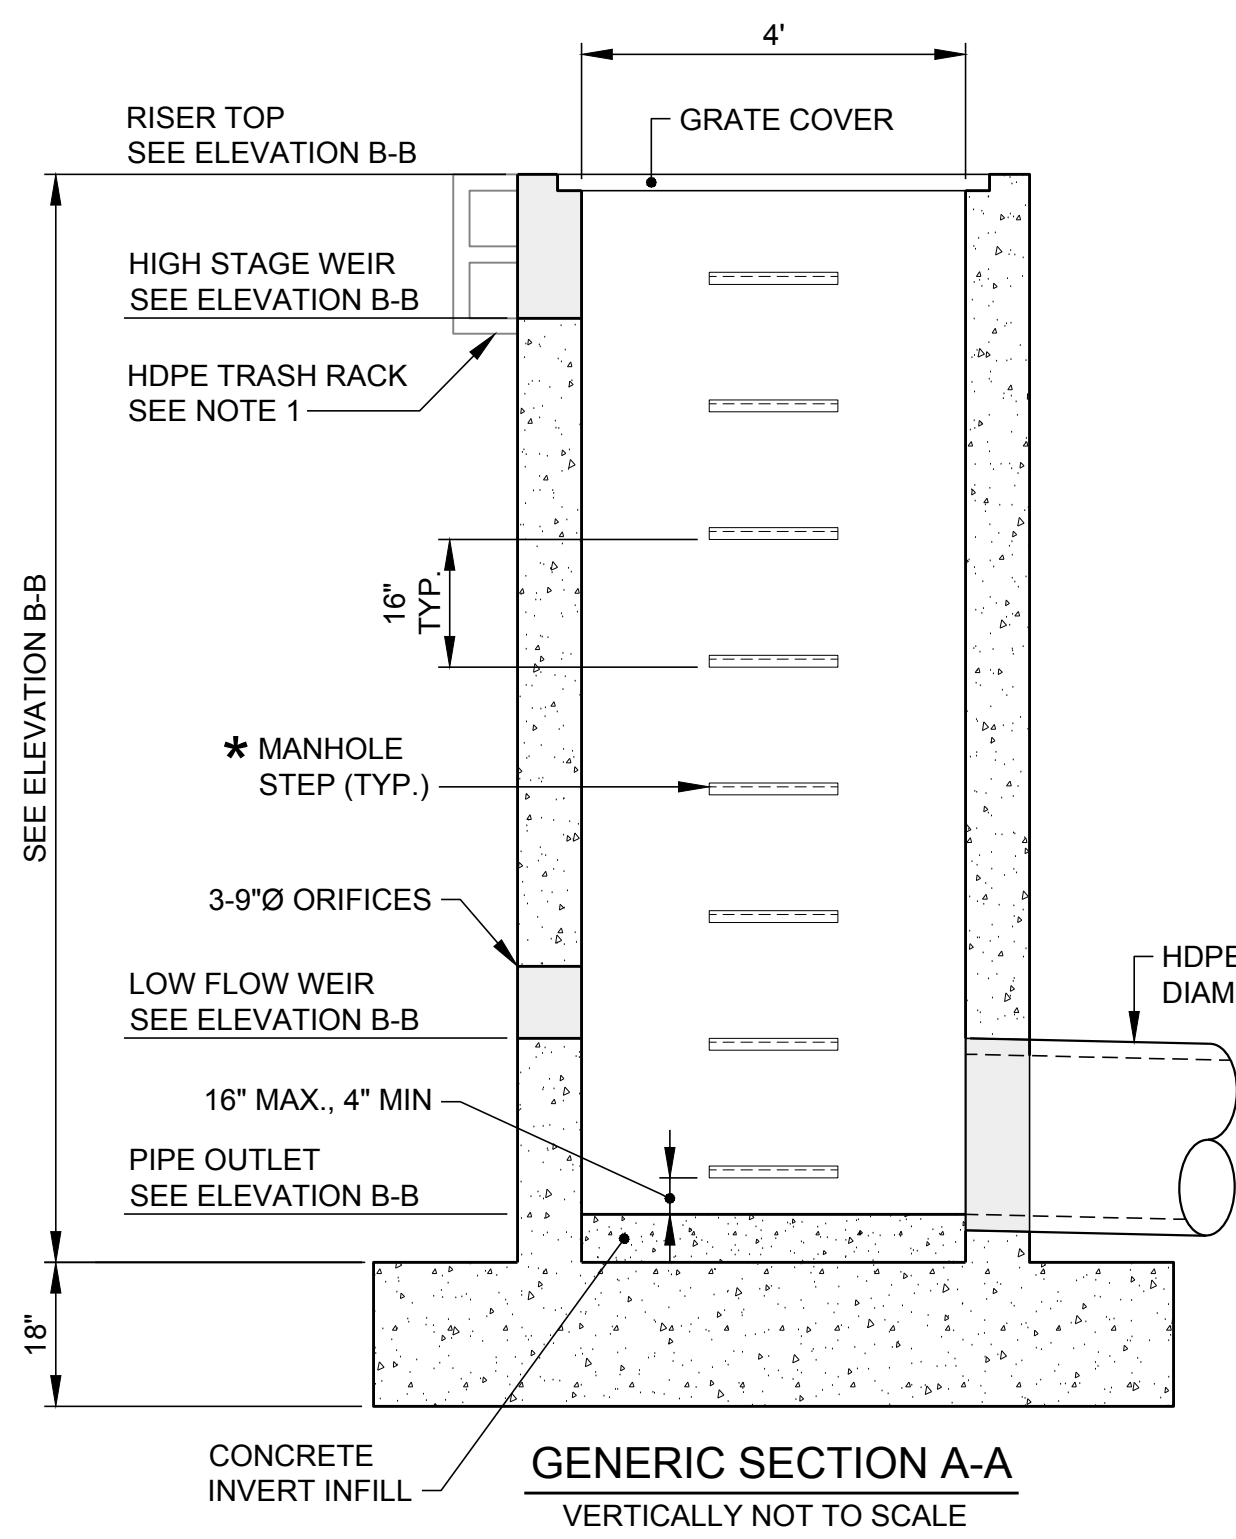 4'
RISER TOP
SEE ELEVATION B-B
GRATE COVER
HIGH STAGE WEIR
SEE ELEVATION B-B
HDPE TRASH RACK
SEE NOTE 1
16"
TYP.
SEE ELEVATION B-B
* MANHOLE
STEP (TYP.)
3-9"Ø ORIFICES
HDPE
DIAM
LOW FLOW WEIR
SEE ELEVATION B-B
16" MAX., 4" MIN
PIPE OUTLET
SEE ELEVATION B-B
18"
CONCRETE
INVERT INFILL
GENERIC SECTION A-A
VERTICALLY NOT TO SCALE